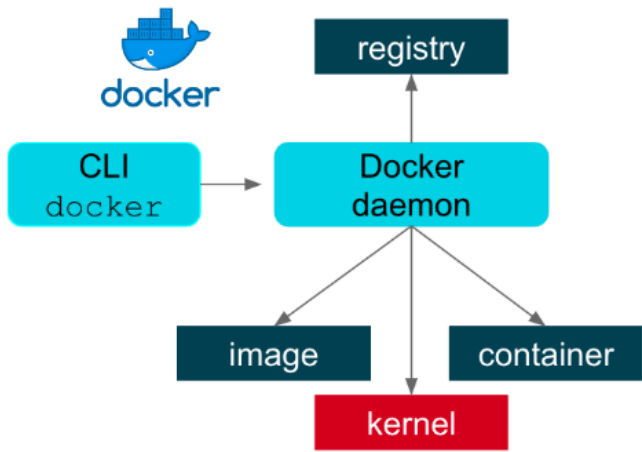 docker
registry
CLI
docker
Docker
daemon
image
container
kernel